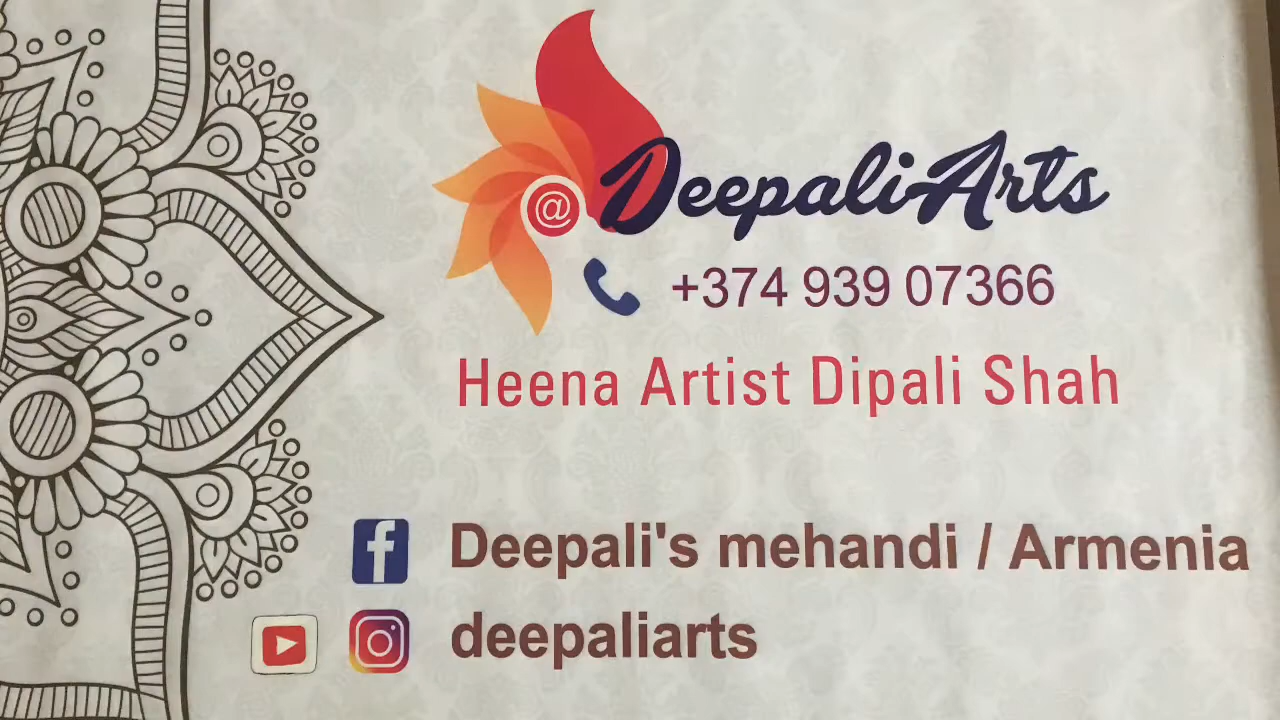 @ DeepaliArts
+374 939 07366
Heena Artist Dipali Shah
Deepali's mehandi / Armenia
deepaliarts